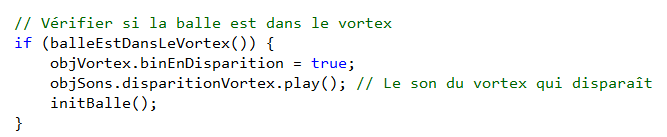 // Vérifier si la balle est dans le vortex
if (balleEstDansLeVortex()) {
    objVortex.binEnDisparition = true;
    objSons.disparitionVortex.play(); // Le son du vortex qui disparaît
    initBalle();
}